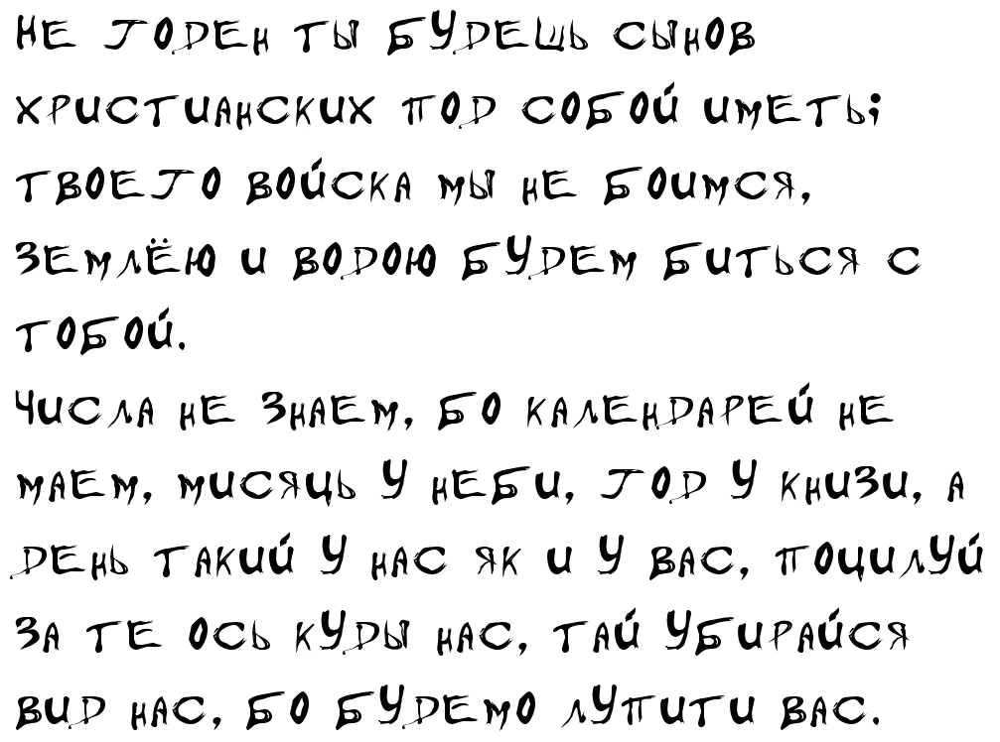 Не годен ты будешь сынов
христианских под собой иметь;
твоего войска мы не боимся,
землёю и водою будем биться с
тобой.
Числа не знаем, бо календарей не
маем, мисяць у неби, год у книзи, а
день такий у нас як и у вас, поцилуй
за те ось куды нас, тай убирайся
вид нас, бо будемо лупити вас.